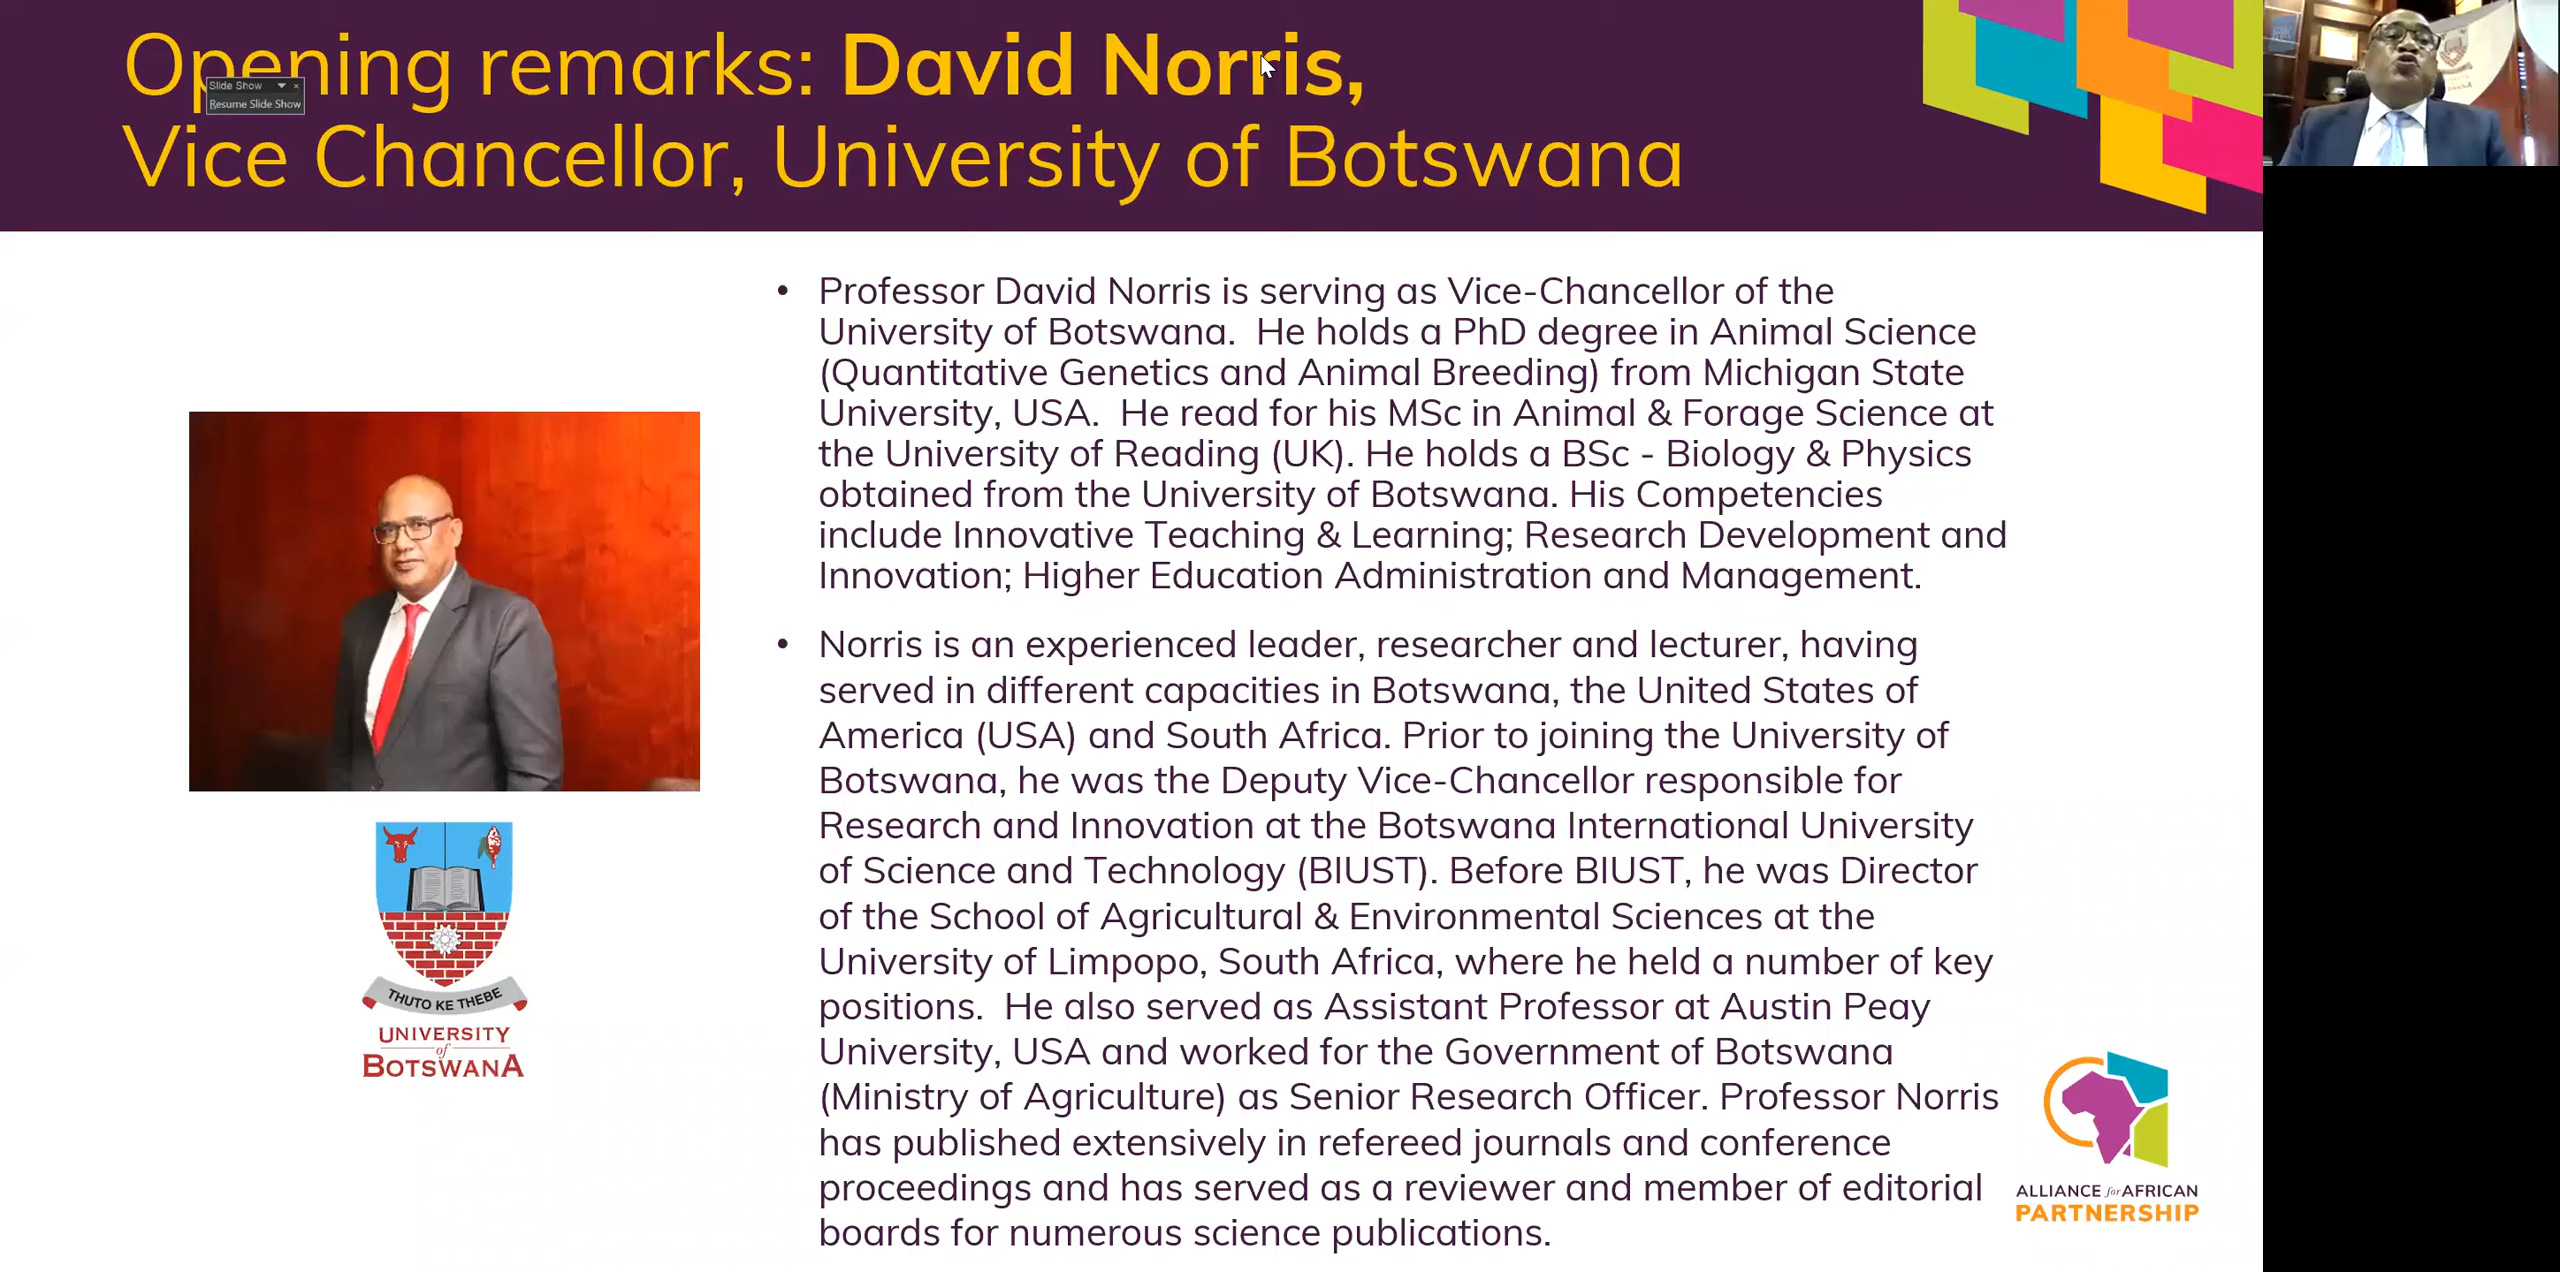 Opening remarks: David Norris,
Vice Chancellor, University of Botswana
Slide Show
Resume Slide Show
• Professor David Norris is serving as Vice-Chancellor of the
University of Botswana.  He holds a PhD degree in Animal Science
(Quantitative Genetics and Animal Breeding) from Michigan State
University, USA.  He read for his MSc in Animal & Forage Science at
the University of Reading (UK). He holds a BSc - Biology & Physics
obtained from the University of Botswana. His Competencies
include Innovative Teaching & Learning; Research Development and
Innovation; Higher Education Administration and Management.
• Norris is an experienced leader, researcher and lecturer, having
served in different capacities in Botswana, the United States of
America (USA) and South Africa. Prior to joining the University of
Botswana, he was the Deputy Vice-Chancellor responsible for
Research and Innovation at the Botswana International University
of Science and Technology (BIUST). Before BIUST, he was Director
of the School of Agricultural & Environmental Sciences at the
University of Limpopo, South Africa, where he held a number of key
positions.  He also served as Assistant Professor at Austin Peay
University, USA and worked for the Government of Botswana
(Ministry of Agriculture) as Senior Research Officer. Professor Norris
has published extensively in refereed journals and conference
proceedings and has served as a reviewer and member of editorial
boards for numerous science publications.
THUTO KE THEBE
UNIVERSITY
of
BOTSWANA
ALLIANCE for AFRICAN
PARTNERSHIP